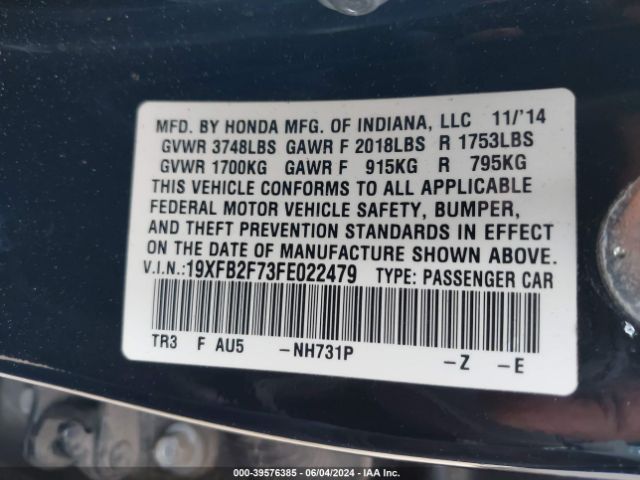 MFD. BY HONDA MFG. OF INDIANA, LLC 11/'14
GVWR 3748LBS GAWR F 2018LBS R 1753LBS
GVWR 1700KG GAWR F 915KG R 795KG
THIS VEHICLE CONFORMS TO ALL APPLICABLE
FEDERAL MOTOR VEHICLE SAFETY, BUMPER,
AND THEFT PREVENTION STANDARDS IN EFFECT
ON THE DATE OF MANUFACTURE SHOWN ABOVE.
V.I.N.:19XFB2F73FE022479 TYPE: PASSENGER CAR
TR3 F AU5 -NH731P -Z -E
000-39576385 - 06/04/2024 - IAA Inc.